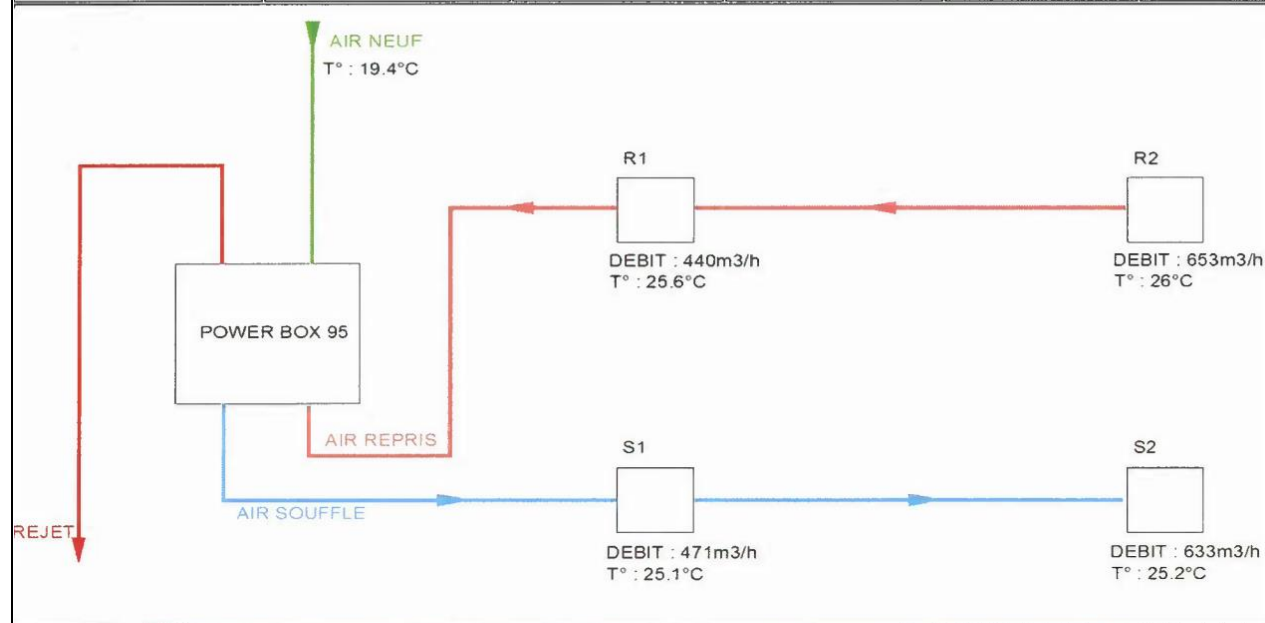 AIR NEUF
T° : 19.4°C
R1
R2
DEBIT : 440m3/h
T° : 25.6°C
DEBIT : 653m3/h
T° : 26°C
POWER BOX 95
AIR REPRIS
S1
S2
AIR SOUFFLE
REJET
DEBIT : 471m3/h
T° : 25.1°C
DEBIT : 633m3/h
T° : 25.2°C